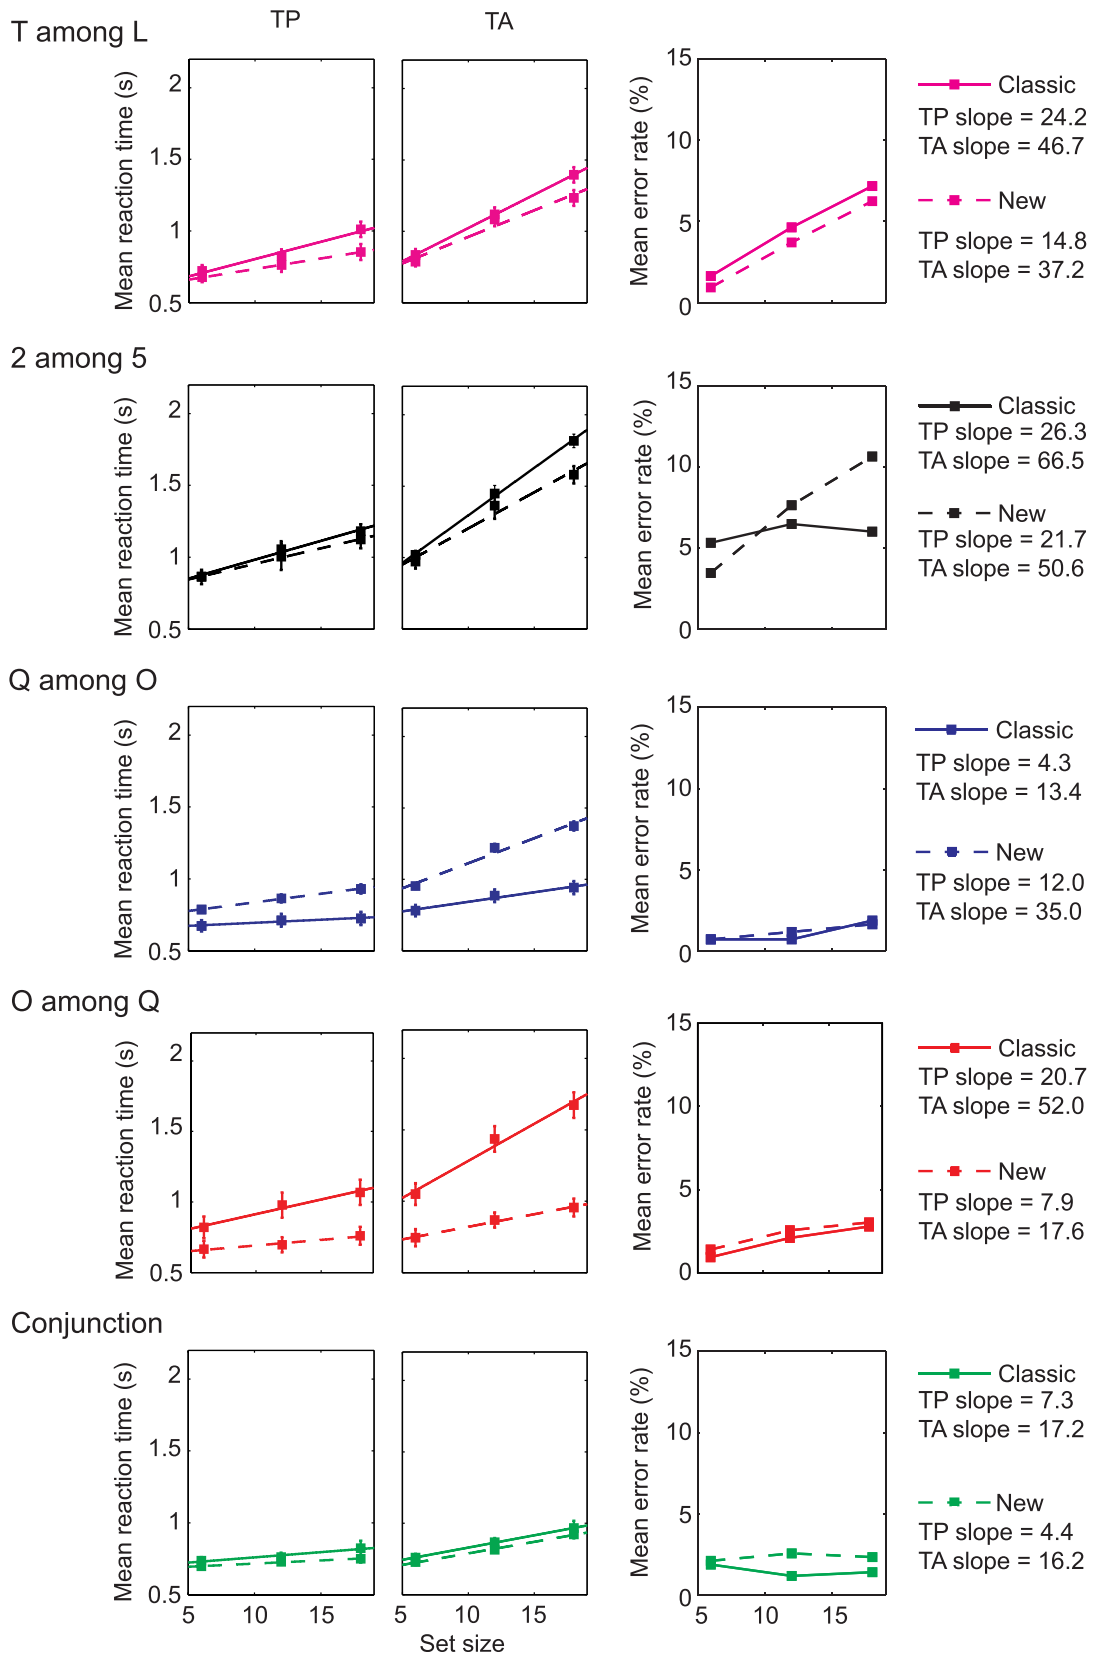 TP
TA
T among L
Mean reaction time (s)
2
1.5
1
0.5
Mean error rate (%)
15
10
5
0
Classic
TP slope = 24.2
TA slope = 46.7
New
TP slope = 14.8
TA slope = 37.2
2 among 5
Mean reaction time (s)
2
1.5
1
0.5
Mean error rate (%)
15
10
5
0
Classic
TP slope = 26.3
TA slope = 66.5
New
TP slope = 21.7
TA slope = 50.6
Q among O
Mean reaction time (s)
2
1.5
1
0.5
Mean error rate (%)
15
10
5
0
Classic
TP slope = 4.3
TA slope = 13.4
New
TP slope = 12.0
TA slope = 35.0
O among Q
Mean reaction time (s)
2
1.5
1
0.5
Mean error rate (%)
15
10
5
0
Classic
TP slope = 20.7
TA slope = 52.0
New
TP slope = 7.9
TA slope = 17.6
Conjunction
Mean reaction time (s)
2
1.5
1
0.5
Mean error rate (%)
15
10
5
0
Classic
TP slope = 7.3
TA slope = 17.2
New
TP slope = 4.4
TA slope = 16.2
5 10 15
5 10 15
5 10 15
Set size